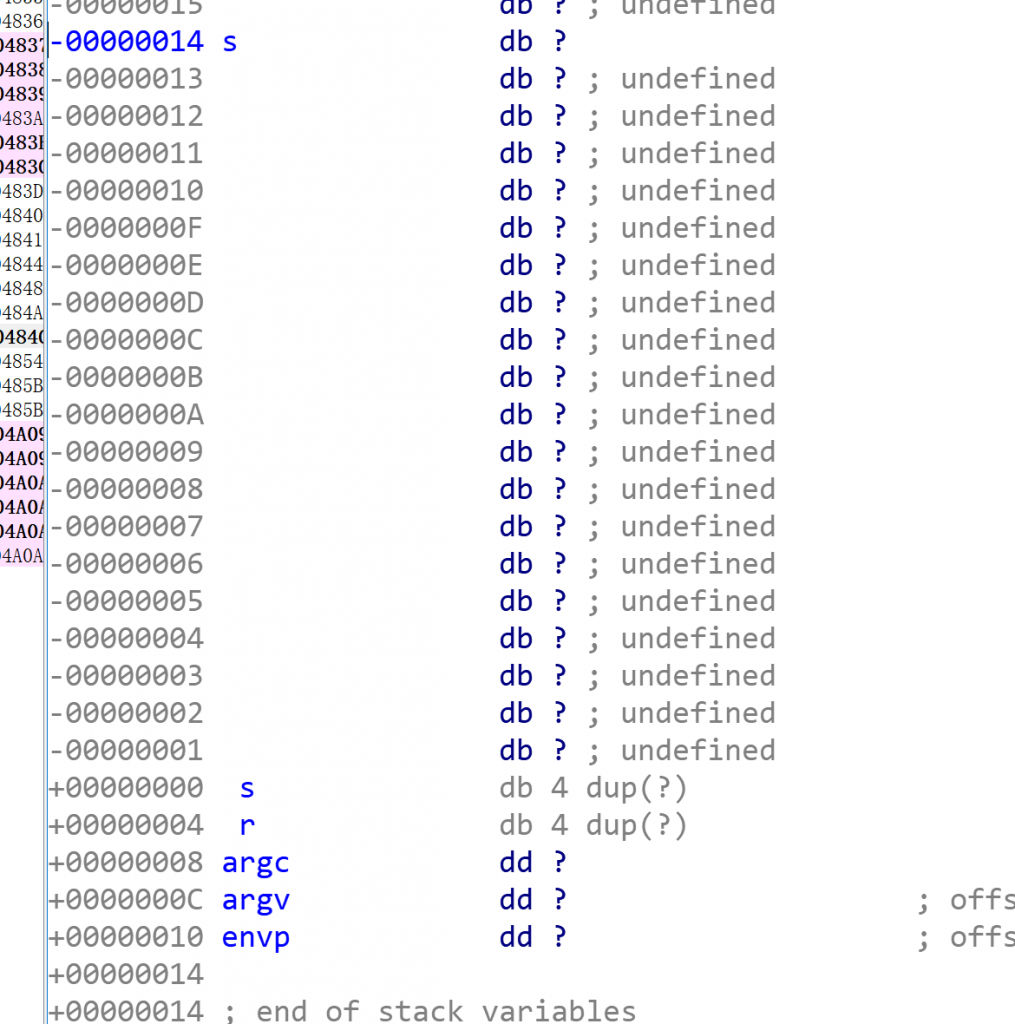 -00000015 db ? ; undefined
4836
-00000014 s db ?
04837
04838
-00000013 db ? ; undefined
04839
-00000012 db ? ; undefined
0483A
-00000011 db ? ; undefined
-00000010 db ? ; undefined
0483D
04840
-0000000F db ? ; undefined
04841
-0000000E db ? ; undefined
04844
04848
-0000000D db ? ; undefined
0484A
-0000000C db ? ; undefined
04854
-0000000B db ? ; undefined
0485B
0485B
-0000000A db ? ; undefined
04A09
-00000009 db ? ; undefined
04A09
04A0A
-00000008 db ? ; undefined
04A0A
-00000007 db ? ; undefined
04A0A
04A0A
-00000006 db ? ; undefined
-00000005 db ? ; undefined
-00000004 db ? ; undefined
-00000003 db ? ; undefined
-00000002 db ? ; undefined
-00000001 db ? ; undefined
+00000000 s db 4 dup(?)
+00000004 r db 4 dup(?)
+00000008 argc dd ?
+0000000C argv dd ? ; offs
+00000010 envp dd ? ; offs
+00000014
+00000014 ; end of stack variables